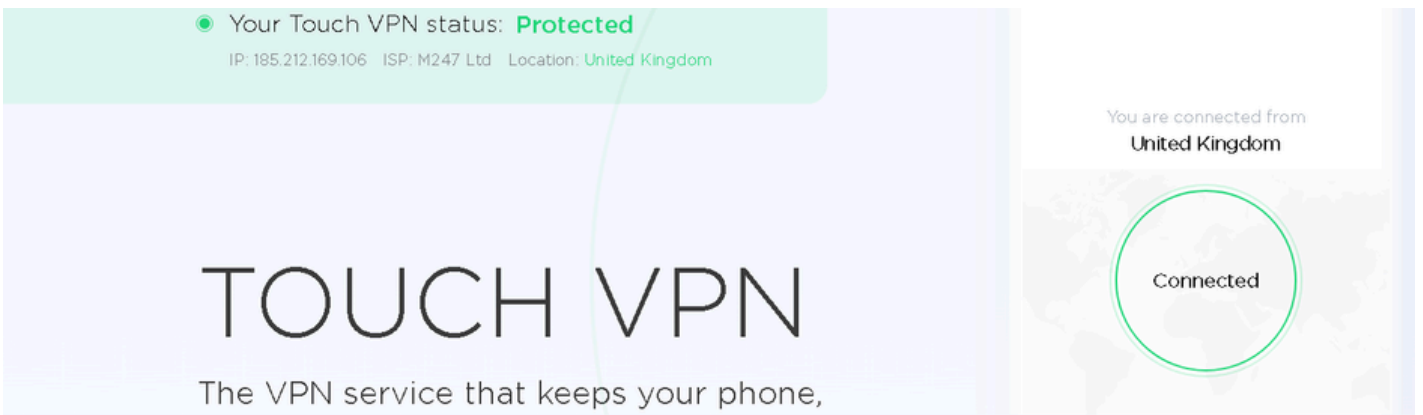 Your Touch VPN status: Protected
IP: 185.212.169.106 ISP: M247 Ltd Location: United Kingdom
TOUCH VPN
The VPN service that keeps your phone,
You are connected from
United Kingdom
Connected